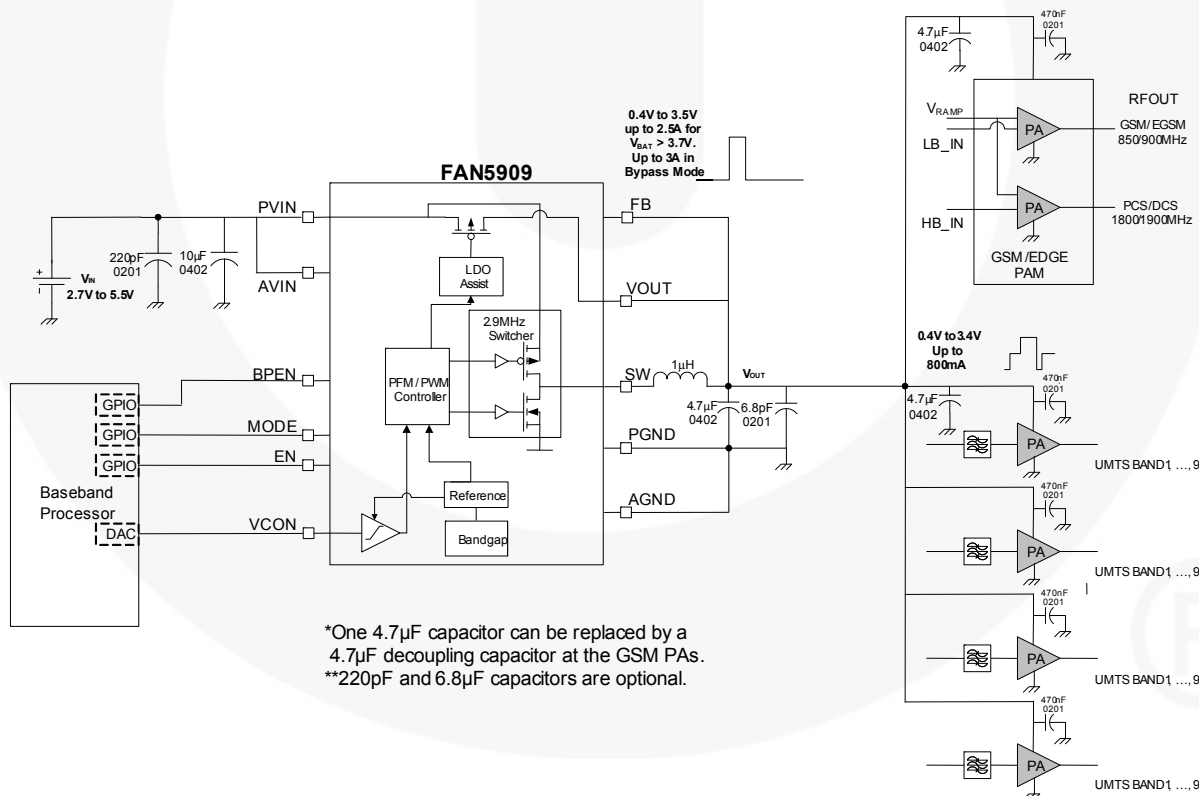 4.7µF
0402
470nF
0201
V_RAMP
LB_IN
HB_IN
PA
PA
GSM/EDGE
PAM
RFOUT
GSM/EGSM
850/900MHz
PCS/DCS
1800/1900MHz
0.4V to 3.5V
up to 2.5A for
V_BAT > 3.7V.
Up to 3A in
Bypass Mode
FAN5909
PVIN
AVIN
220pF
0201
10µF
0402
+
-
V_IN
2.7V to 5.5V
BPEN
MODE
EN
VCON
GPIO
GPIO
GPIO
DAC
Baseband
Processor
LDO
Assist
2.9MHz
Switcher
PFM / PWM
Controller
Reference
Bandgap
FB
VOUT
SW
PGND
AGND
1µH
V_OUT
4.7µF
0402
6.8pF
0201
0.4V to 3.4V
Up to
800mA
4.7µF
0402
470nF
0201
PA
UMTS BAND1, ..., 9
470nF
0201
PA
UMTS BAND1, ..., 9
470nF
0201
PA
UMTS BAND1, ..., 9
470nF
0201
PA
UMTS BAND1, ..., 9
*One 4.7µF capacitor can be replaced by a
4.7µF decoupling capacitor at the GSM PAs.
**220pF and 6.8µF capacitors are optional.